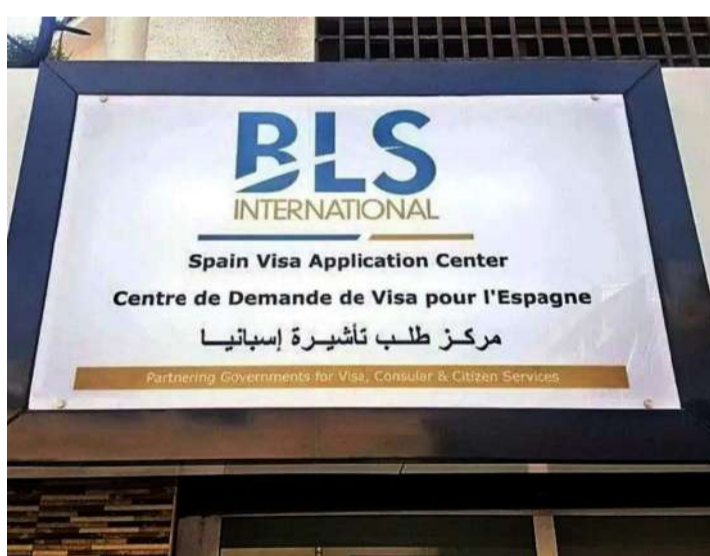 BLS
INTERNATIONAL
Spain Visa Application Center
Centre de Demande de Visa pour l'Espagne
مركـز طلـب تأشيـرة إسبانيـا
Partnering Governments for Visa, Consular & Citizen Services